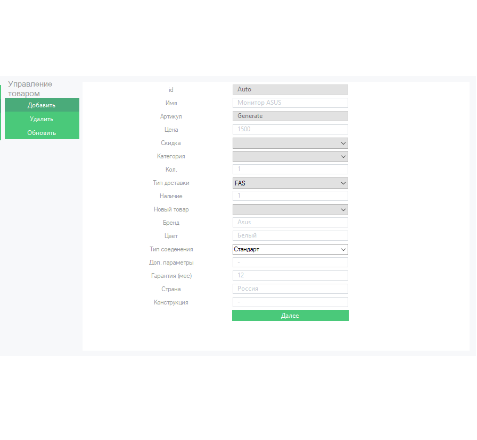 Управление
товаром
Добавить
Удалить
Обновить
id Auto
Имя Монитор ASUS
Артикул Generate
Цена 1500
Скидка
Категория
Кол. 1
Тип доставки FAS
Наличие 1
Новый товар
Бренд Asus
Цвет Белый
Тип соеденения Стандарт
Доп. параметры -
Гарантия (мес) 12
Страна Россия
Конструкция
Далее